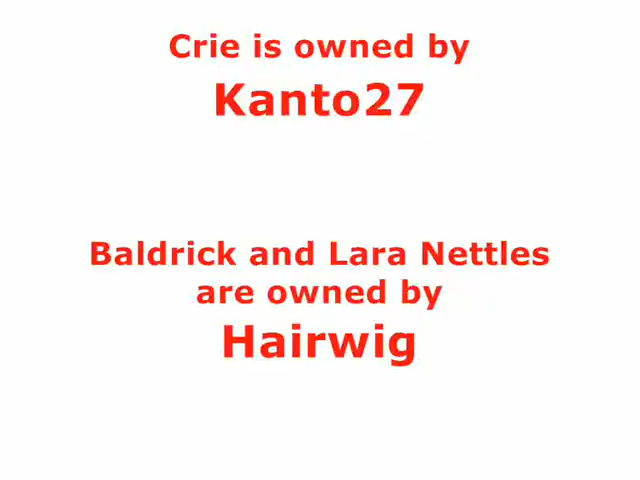 Crie is owned by
Kanto27
Baldrick and Lara Nettles
are owned by
Hairwig